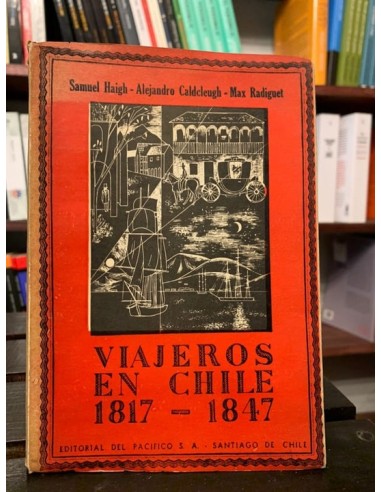 Samuel Haigh - Alejandro Caldcleugh - Max Radiguet
VIAJEROS
EN CHILE
1817 - 1847
EDITORIAL DEL PACIFICO S. A. - SANTIAGO DE CHILE